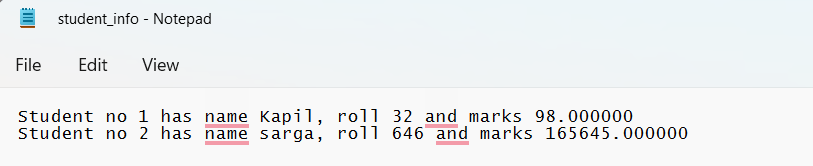 student_info - Notepad
File Edit View
Student no 1 has name Kapil, roll 32 and marks 98.000000
Student no 2 has name sarga, roll 646 and marks 165645.000000